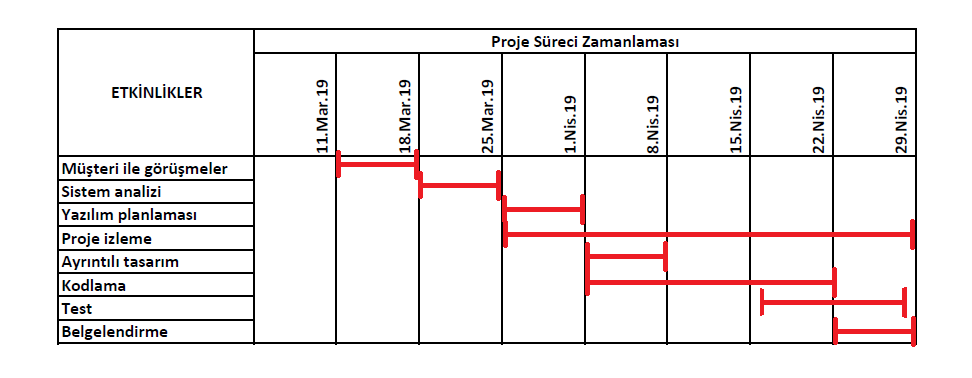 Proje Süreci Zamanlaması
ETKİNLİKLER
11.Mar.19
18.Mar.19
25.Mar.19
1.Nis.19
8.Nis.19
15.Nis.19
22.Nis.19
29.Nis.19
Müşteri ile görüşmeler
Sistem analizi
Yazılım planlaması
Proje izleme
Ayrıntılı tasarım
Kodlama
Test
Belgelendirme